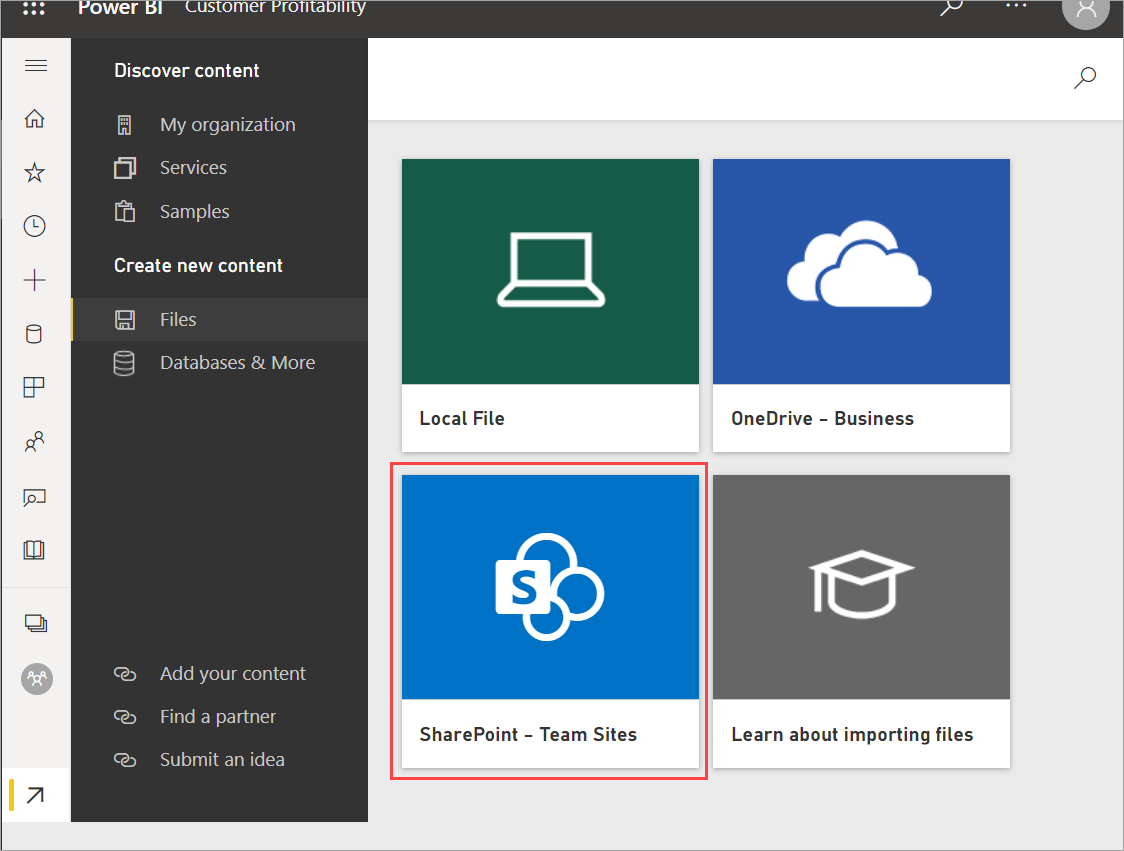 Power BI Customer Profitability
Discover content
My organization
Services
Samples
Create new content
Files
Databases & More
Add your content
Find a partner
Submit an idea
Local File
OneDrive – Business
S
SharePoint – Team Sites
Learn about importing files